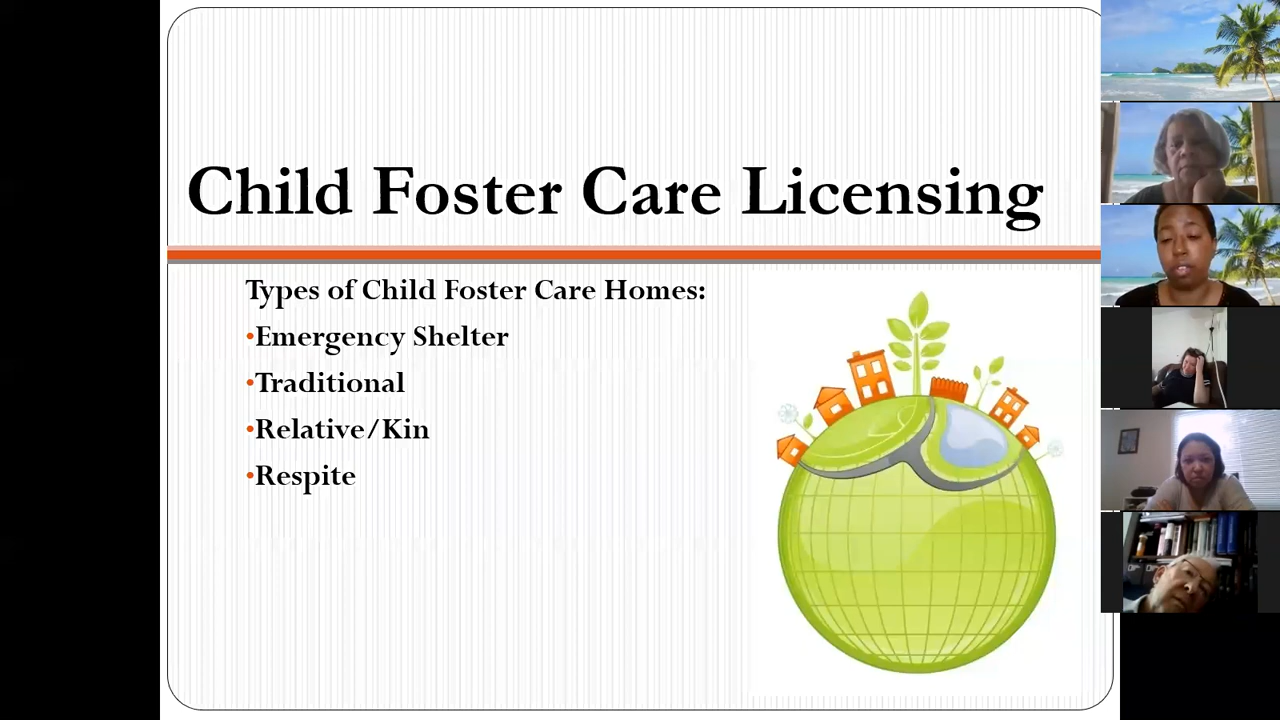 Child Foster Care Licensing
Types of Child Foster Care Homes:
•Emergency Shelter
•Traditional
•Relative/Kin
•Respite